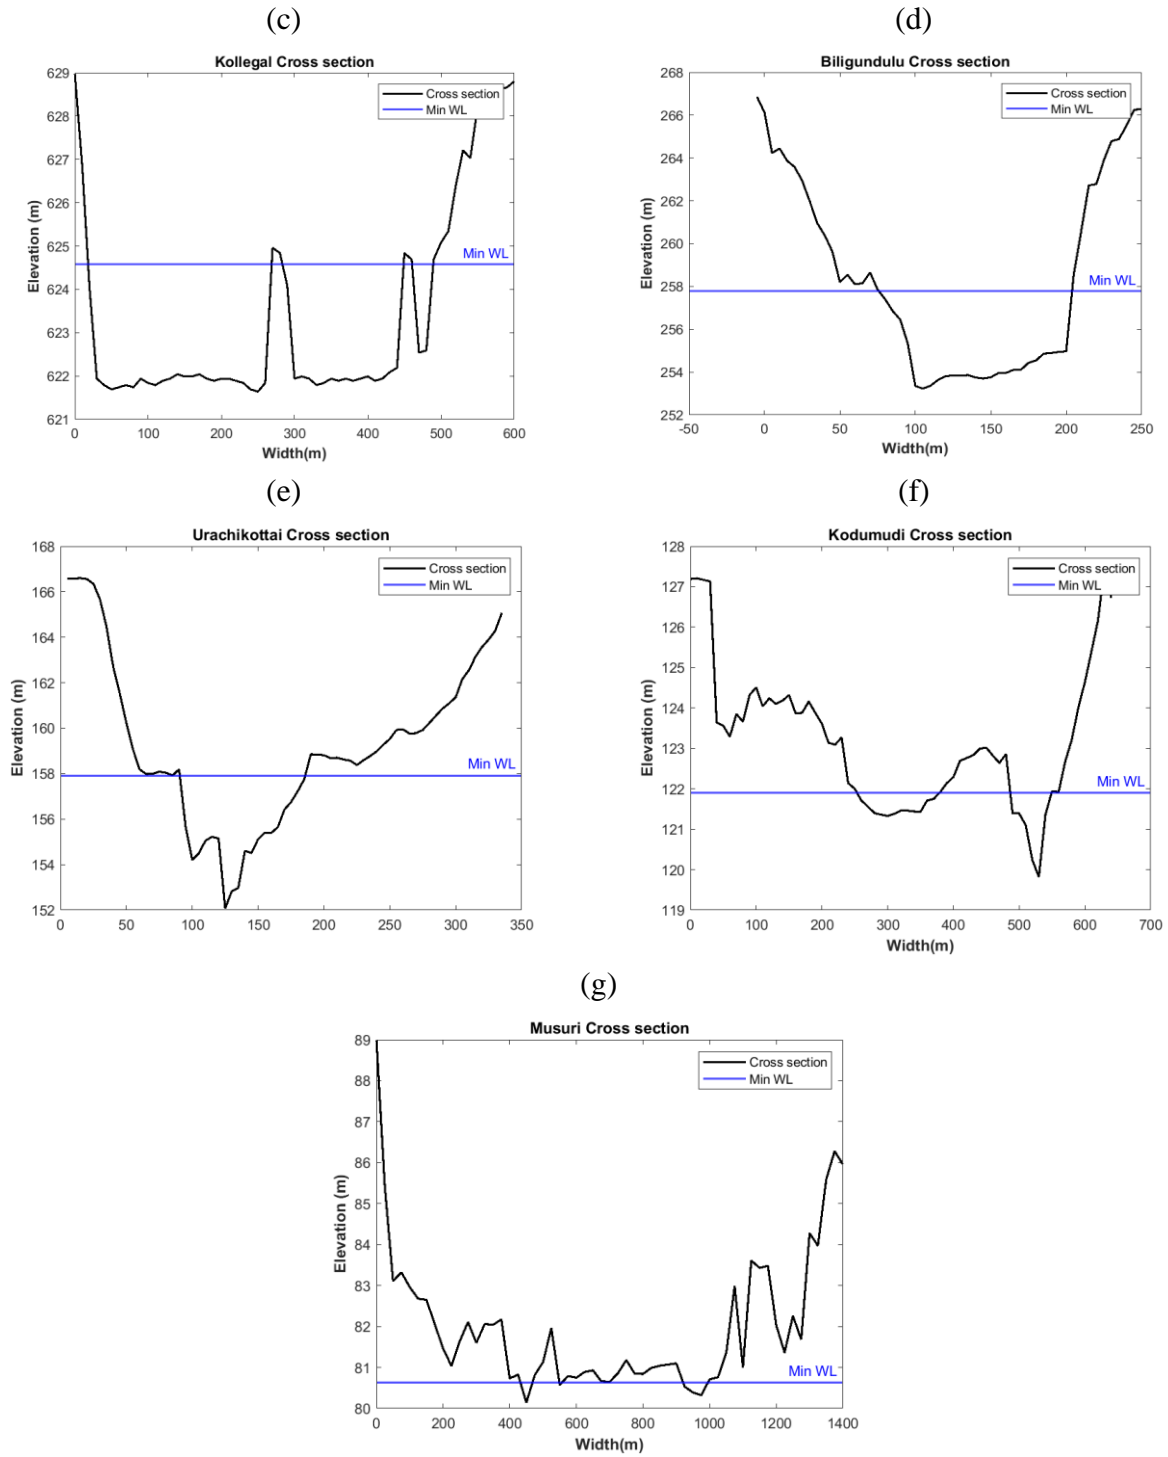 (c)
(d)
Kollegal Cross section
Biligundulu Cross section
629
628
627
626
625
624
623
622
621
Elevation (m)
Cross section
Min WL
Min WL
0 100 200 300 400 500 600
Width(m)
268
266
264
262
260
258
256
254
252
Elevation (m)
Cross section
Min WL
Min WL
-50 0 50 100 150 200 250
Width(m)
(e)
(f)
Urachikottai Cross section
Kodumudi Cross section
168
166
164
162
160
158
156
154
152
Elevation (m)
Cross section
Min WL
Min WL
0 50 100 150 200 250 300 350
128
127
126
125
124
123
122
121
120
119
Elevation (m)
Cross section
Min WL
Min WL
0 100 200 300 400 500 600 700
Width(m)
(g)
Musuri Cross section
89
88
87
86
85
84
83
82
81
80
Elevation (m)
Cross section
Min WL
Min WL
0 200 400 600 800 1000 1200 1400
Width(m)